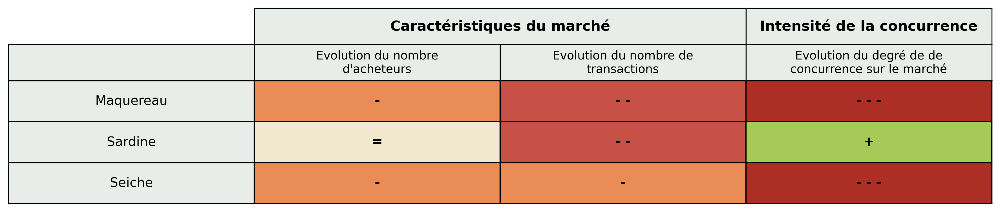 Caractéristiques du marché
Intensité de la concurrence
Evolution du nombre
d'acheteurs
Evolution du nombre de
transactions
Evolution du degré de de
concurrence sur le marché
Maquereau
-
- -
- - -
Sardine
=
- -
+
Seiche
-
-
- - -